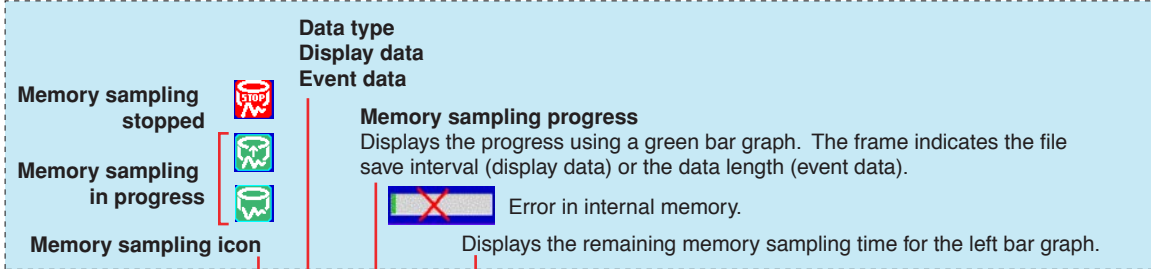 Data type
Display data
Event data
Memory sampling
stopped
STOP
Memory sampling progress
Displays the progress using a green bar graph. The frame indicates the file
save interval (display data) or the data length (event data).
Memory sampling
in progress
Error in internal memory.
Memory sampling icon
Displays the remaining memory sampling time for the left bar graph.